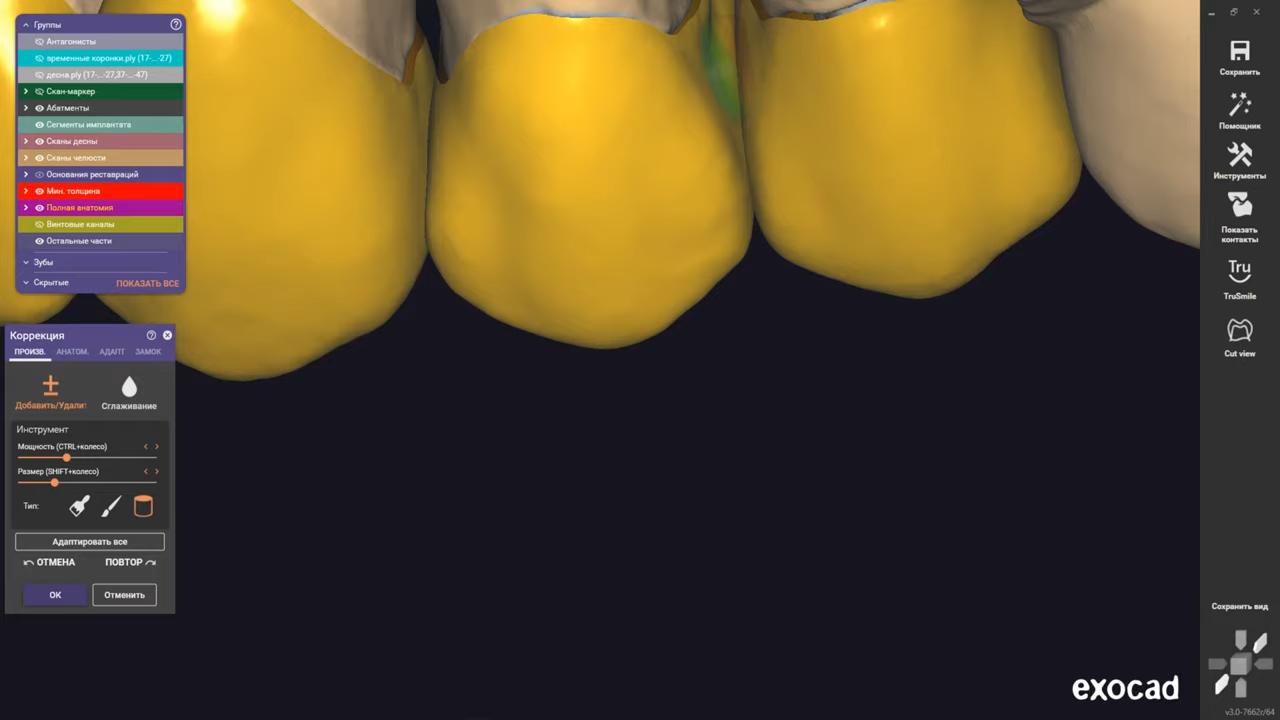 Группы
Антагонисты
временные коронки.ply (17-...-27)
десна.ply (17-...-27,37-...-47)
Скан-маркер
Абатменты
Сегменты имплантата
Сканы десны
Сканы челюсти
Основания реставраций
Мин. толщина
Полная анатомия
Винтовые каналы
Остальные части
Зубы
Скрытые ПОКАЗАТЬ ВСЕ
Коррекция
ПРОИЗВ. АНАТОМ. АДАПТ ЗАМОК
Добавить/Удалит Сглаживание
Инструмент
Мощность (CTRL+колесо)
Размер (SHIFT+колесо)
Тип:
Адаптировать все
ОТМЕНА ПОВТОР
ОК Отменить
Сохранить
Помощник
Инструменты
Показать
контакты
Tru
TruSmile
Cut view
Сохранить вид
exocad
v3.0-7662r/64